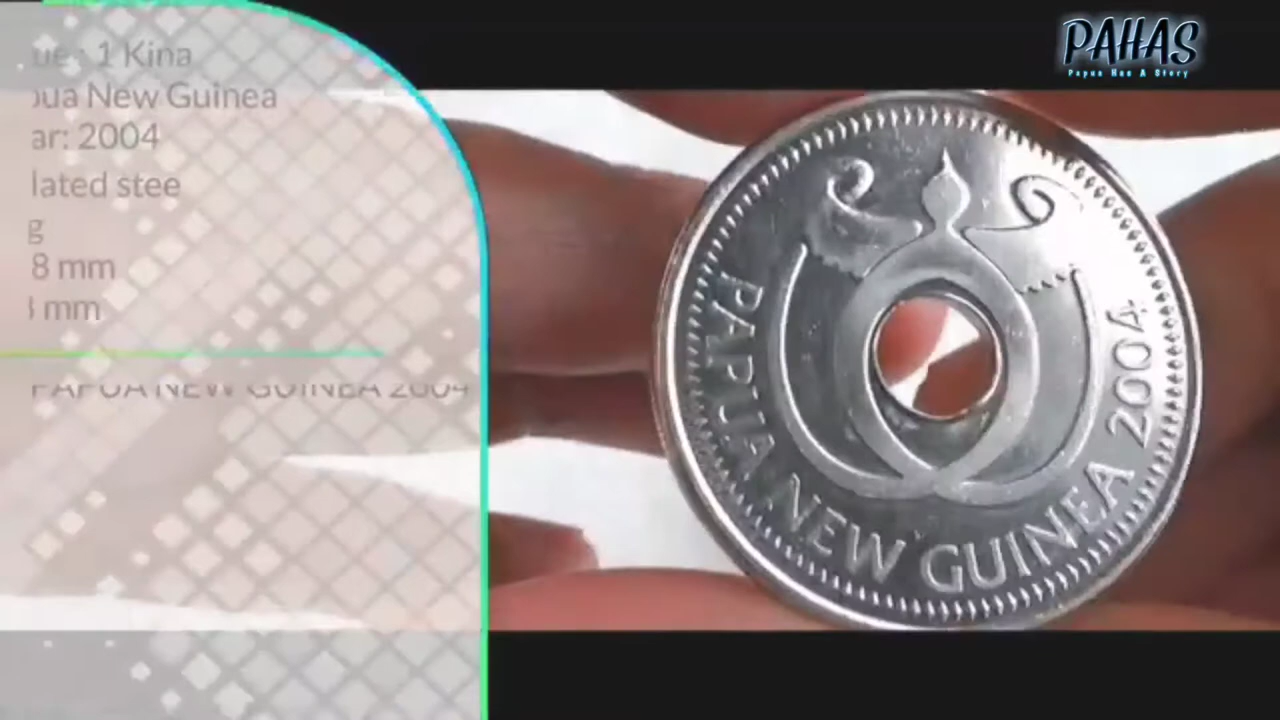 ue : 1 Kina
pua New Guinea
ar: 2004
lated stee
g
8 mm
mm
PAPUA NEW GUINEA 2004
PAHAS
Papua Has A Story
PAPUA NEW GUINEA 2004